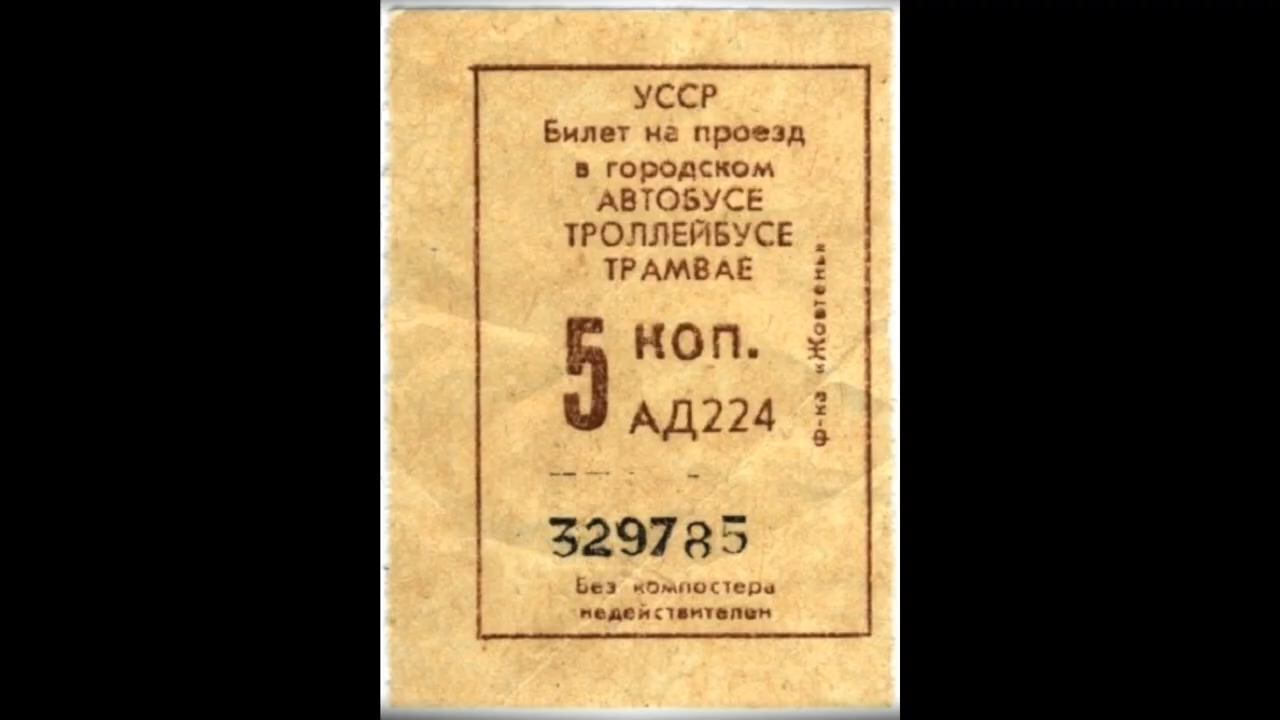 УССР
Билет на проезд
в городском
АВТОБУСЕ
ТРОЛЛЕЙБУСЕ
ТРАМВАЕ
5 коп.
АД224
ф-ка «Жовтень»
329785
Без компостера
недействителен